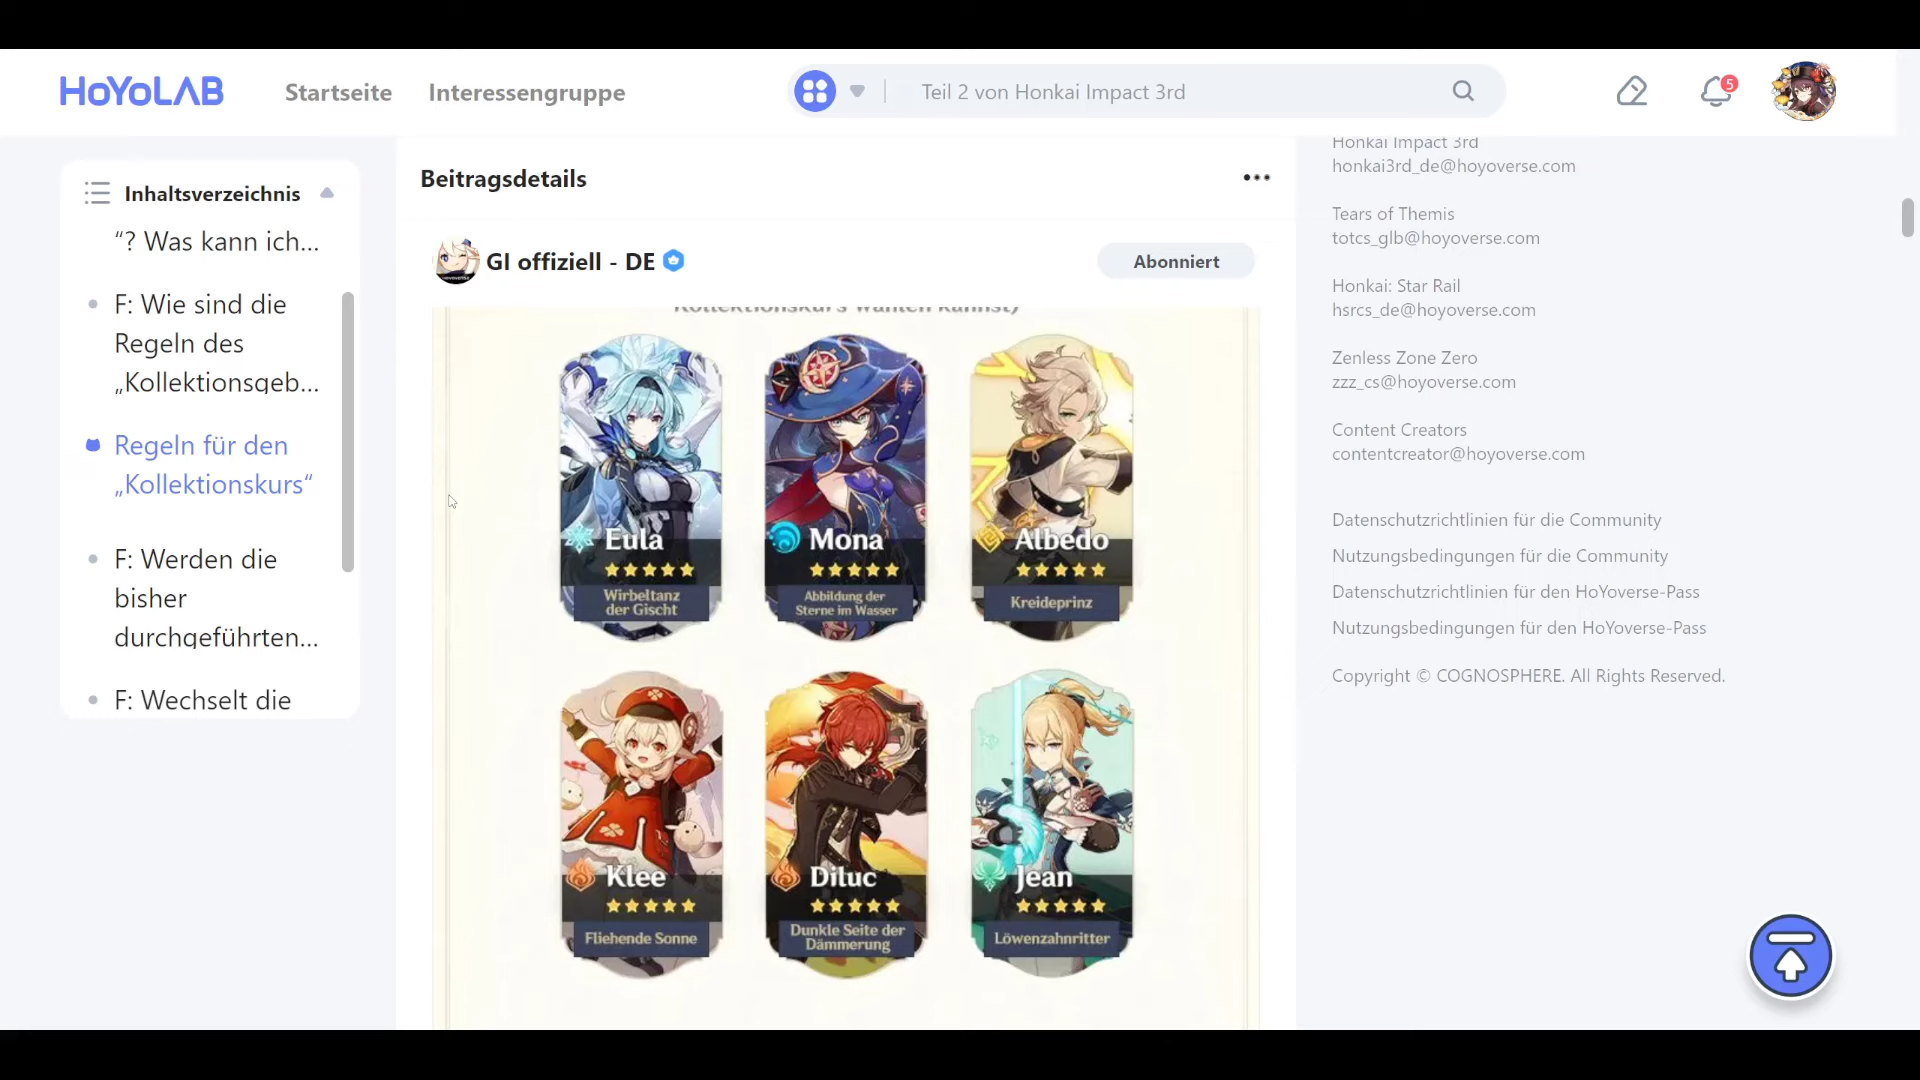 HoYoLAB
Startseite
Interessengruppe
Teil 2 von Honkai Impact 3rd
5
Inhaltsverzeichnis
“? Was kann ich...
F: Wie sind die
Regeln des
„Kollektionsgeb...
Regeln für den
„Kollektionskurs“
F: Werden die
bisher
durchgeführten...
F: Wechselt die
Beitragsdetails
GI offiziell - DE
Abonniert
Kollektionskurs wählen kannst)
Eula
Wirbeltanz
der Gischt
Mona
Abbildung der
Sterne im Wasser
Albedo
Kreideprinz
Klee
Fliehende Sonne
Diluc
Dunkle Seite der
Dämmerung
Jean
Löwenzahnritter
Honkai Impact 3rd
honkai3rd_de@hoyoverse.com
Tears of Themis
totcs_glb@hoyoverse.com
Honkai: Star Rail
hsrcs_de@hoyoverse.com
Zenless Zone Zero
zzz_cs@hoyoverse.com
Content Creators
contentcreator@hoyoverse.com
Datenschutzrichtlinien für die Community
Nutzungsbedingungen für die Community
Datenschutzrichtlinien für den HoYoverse-Pass
Nutzungsbedingungen für den HoYoverse-Pass
Copyright © COGNOSPHERE. All Rights Reserved.